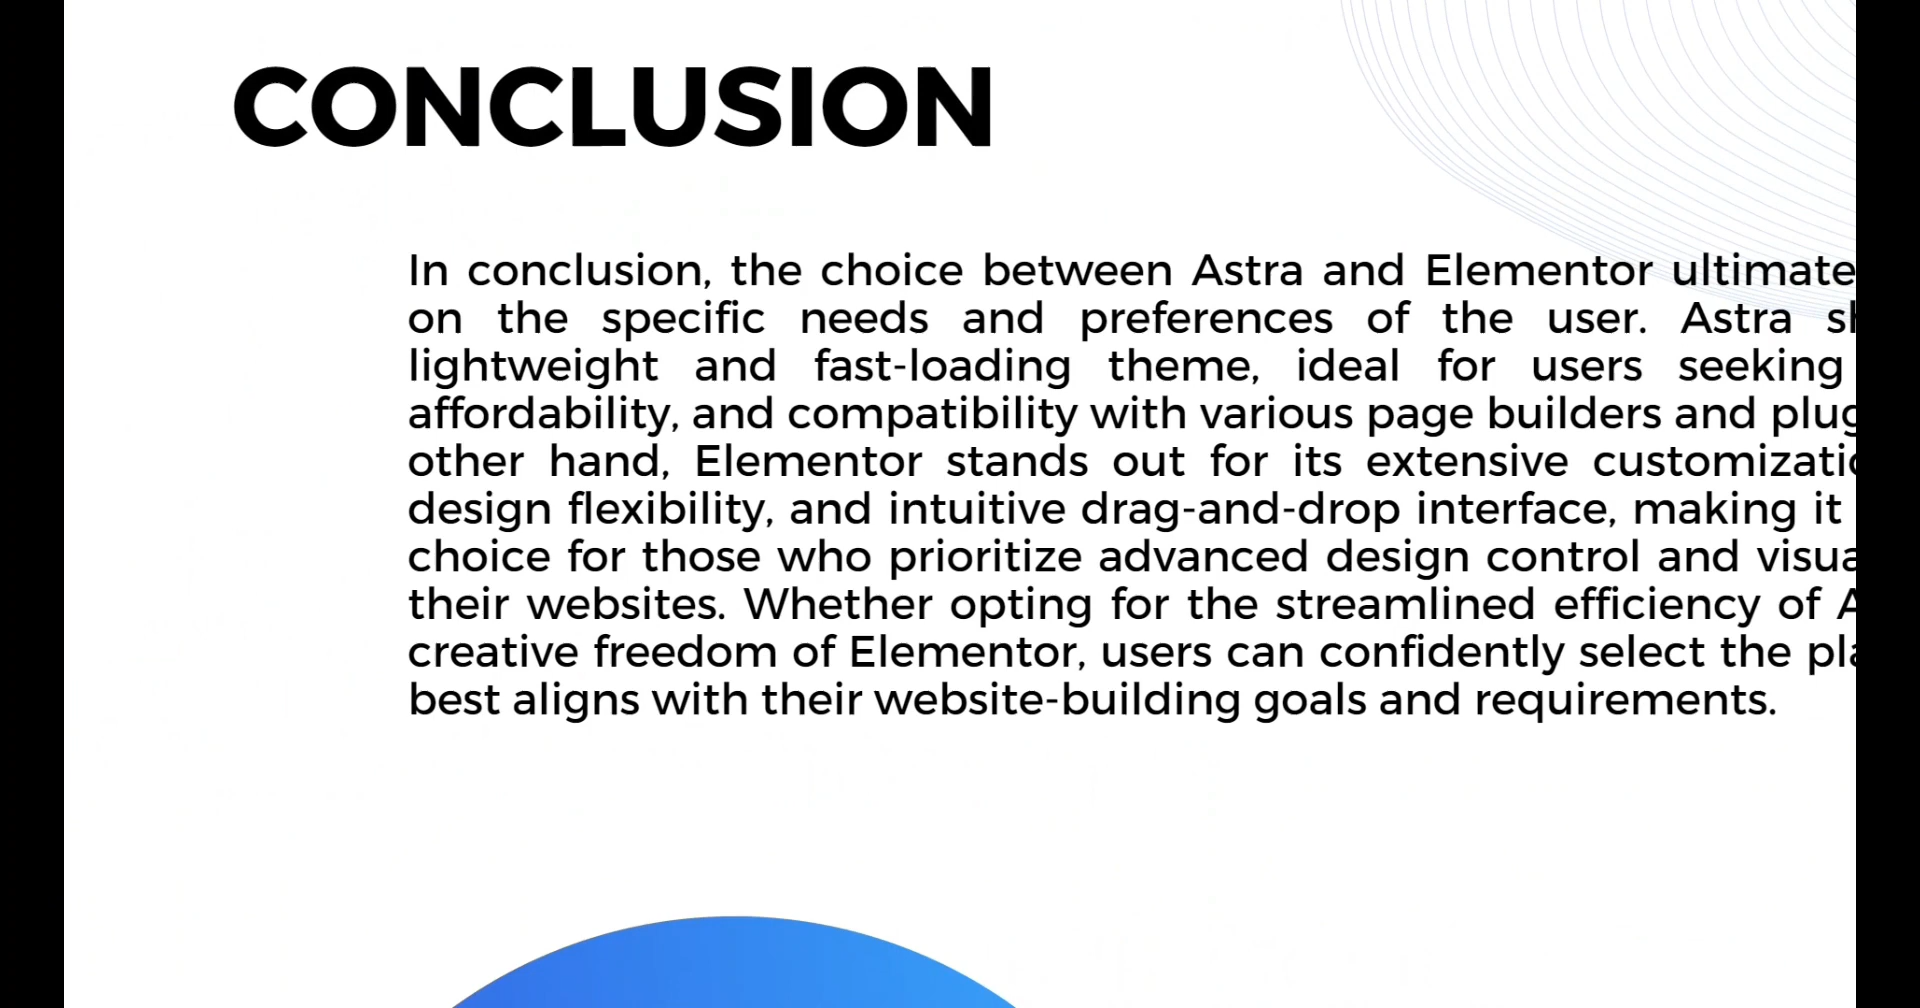 CONCLUSION
In conclusion, the choice between Astra and Elementor ultimate
on the specific needs and preferences of the user. Astra
lightweight and fast-loading theme, ideal for users seeking
affordability, and compatibility with various page builders and
other hand, Elementor stands out for its extensive
design flexibility, and intuitive drag-and-drop interface, making it
choice for those who prioritize advanced design control and
their websites. Whether opting for the streamlined efficiency of
creative freedom of Elementor, users can confidently select the
best aligns with their website-building goals and requirements.